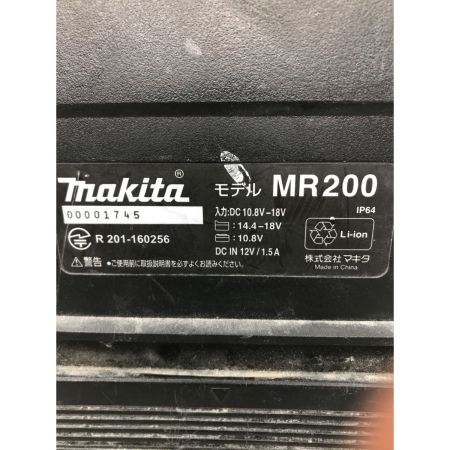 makita® モデル MR200
00001745
入力:DC 10.8V-18V IP64
:14.4-18V
R 201-160256 :10.8V Li-ion
DC IN 12V/1.5A 株式会社マキタ
Made in China
警告 ●ご使用前に取扱説明書を必ずよくお読みください。